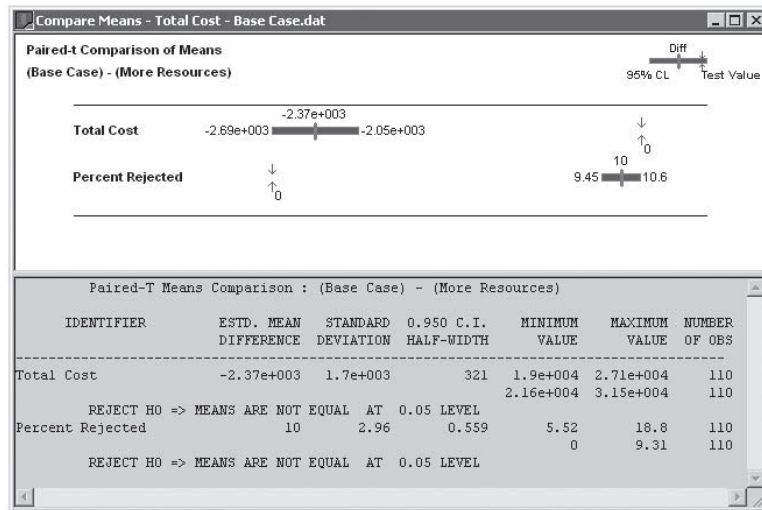 Compare Means - Total Cost - Base Case.dat
Paired-t Comparison of Means
(Base Case) - (More Resources)
Diff
95% CL
Test Value
-2.37e+003
Total Cost
-2.69e+003
-2.05e+003
0
10
Percent Rejected
9.45
10.6
0
Paired-T Means Comparison : (Base Case) - (More Resources)
IDENTIFIER ESTD. MEAN STANDARD 0.950 C.I. MINIMUM MAXIMUM NUMBER
DIFFERENCE DEVIATION HALF-WIDTH VALUE VALUE OF OBS
Total Cost -2.37e+003 1.7e+003 321 1.9e+004 2.71e+004 110
2.16e+004 3.15e+004 110
REJECT H0 => MEANS ARE NOT EQUAL AT 0.05 LEVEL
Percent Rejected 10 2.96 0.559 5.52 18.8 110
0 9.31 110
REJECT H0 => MEANS ARE NOT EQUAL AT 0.05 LEVEL